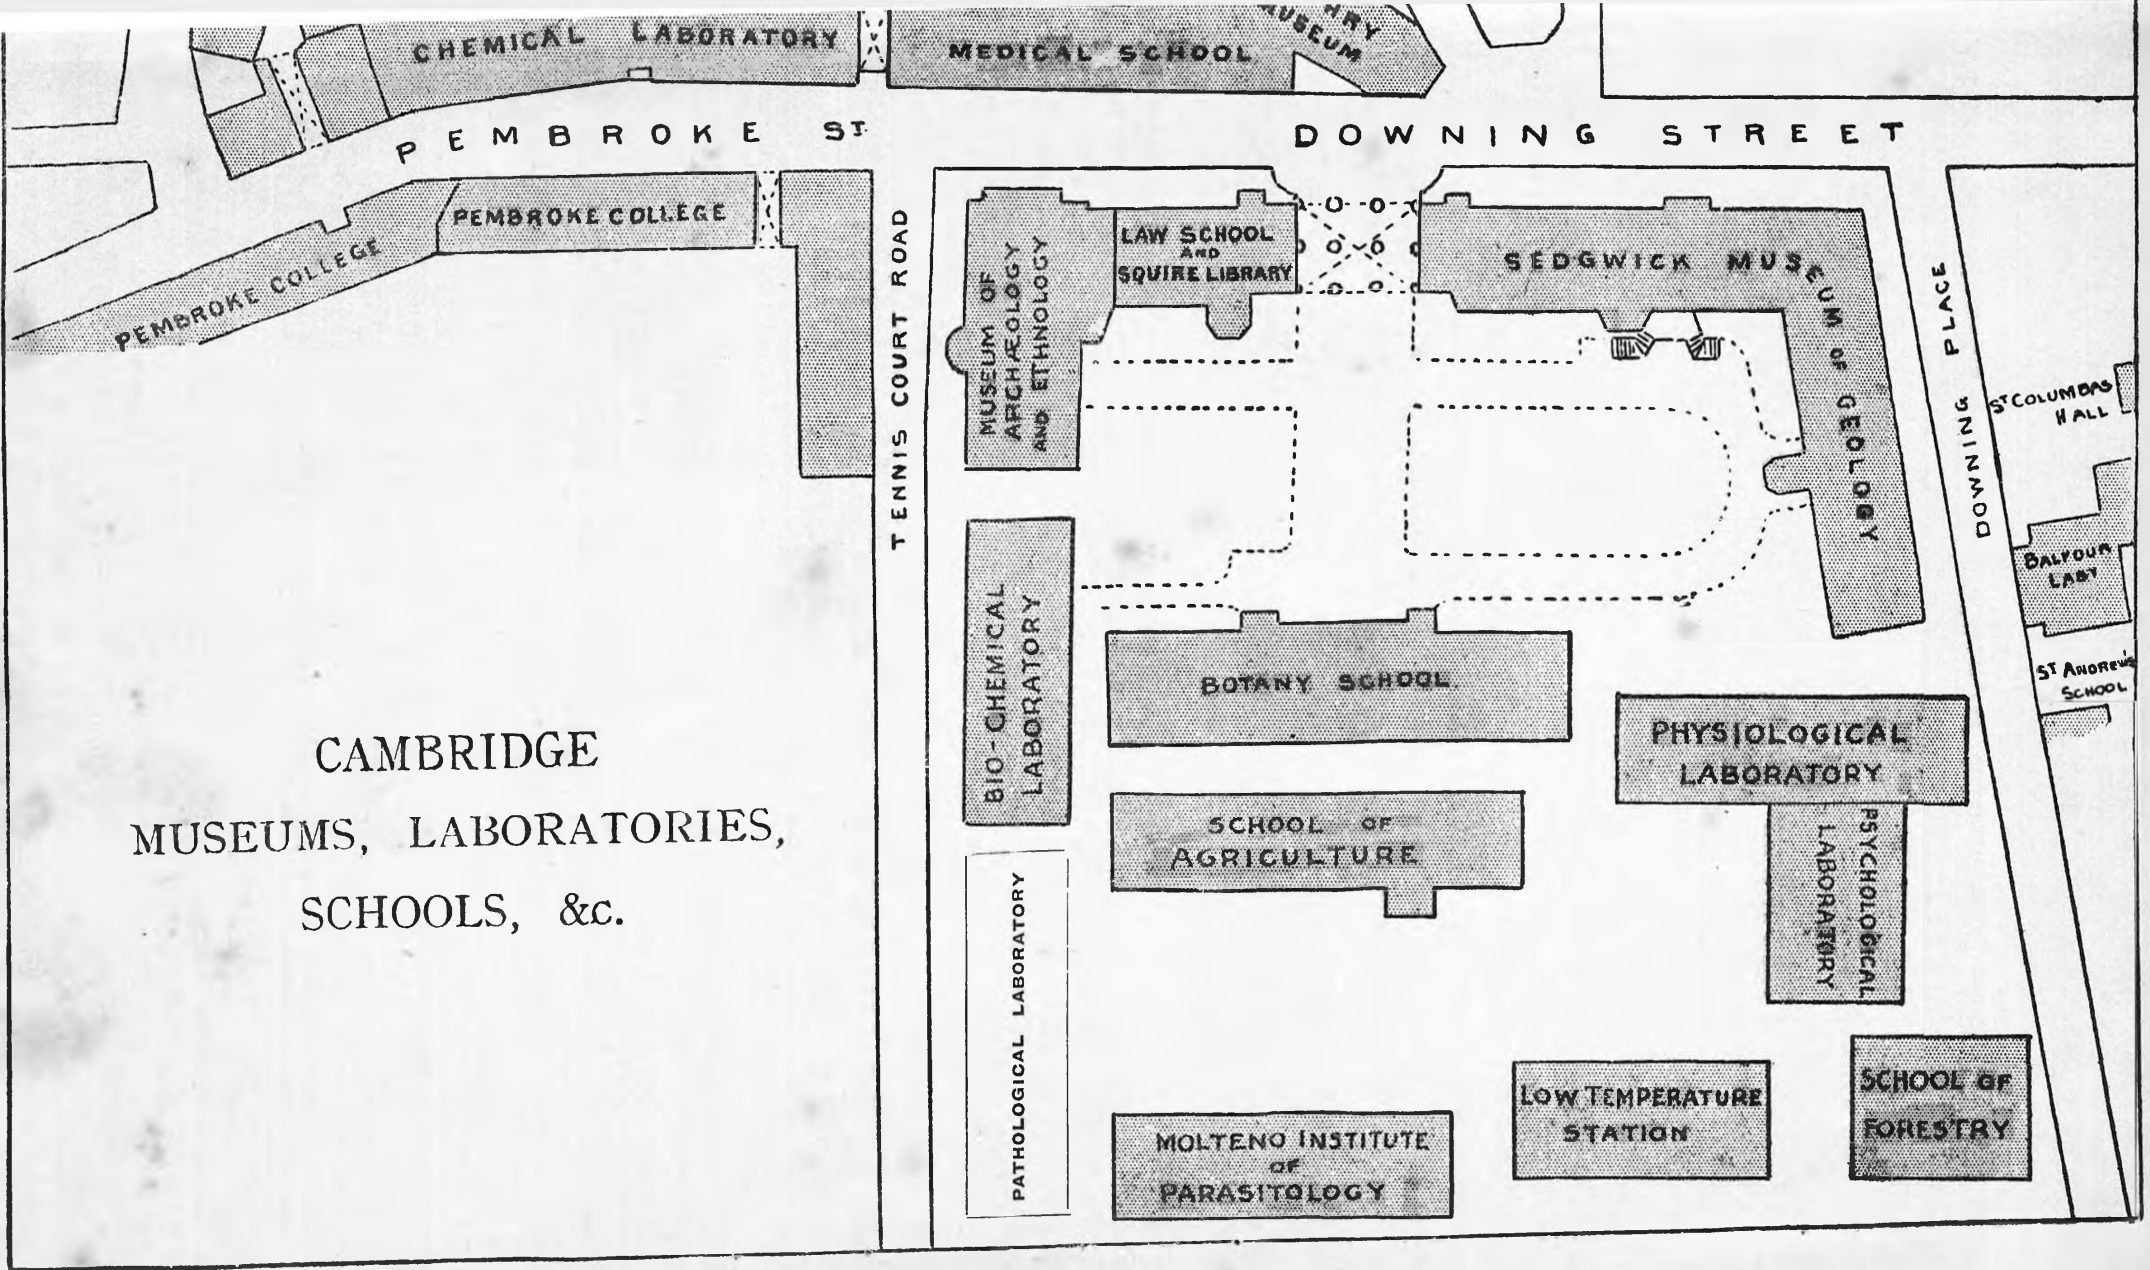 CHEMICAL LABORATORY
MEDICAL SCHOOL
MUSEUM
PEMBROKE ST.
DOWNING STREET
PEMBROKE COLLEGE
PEMBROKE COLLEGE
TENNIS COURT ROAD
MUSEUM OF
ARCHÆOLOGY
AND ETHNOLOGY
LAW SCHOOL
AND
SQUIRE LIBRARY
SEDGWICK MUSEUM OF GEOLOGY
DOWNING PLACE
ST COLUMBAS
HALL
BALFOUR
LABY
ST ANDREW'S
SCHOOL
BIO-CHEMICAL
LABORATORY
BOTANY SCHOOL
PHYSIOLOGICAL
LABORATORY
PSYCHOLOGICAL
LABORATORY
SCHOOL OF
AGRICULTURE
CAMBRIDGE
MUSEUMS, LABORATORIES,
SCHOOLS, &c.
PATHOLOGICAL LABORATORY
MOLTENO INSTITUTE
OF
PARASITOLOGY
LOW TEMPERATURE
STATION
SCHOOL OF
FORESTRY